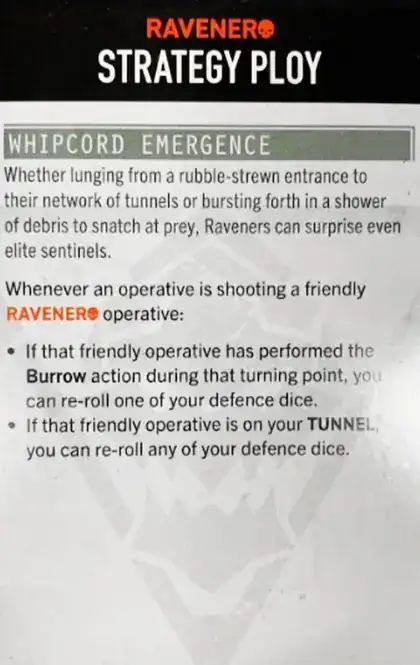 RAVENER
STRATEGY PLOY
WHIPCORD EMERGENCE
Whether lunging from a rubble-strewn entrance to
their network of tunnels or bursting forth in a shower
of debris to snatch at prey, Raveners can surprise even
elite sentinels.
Whenever an operative is shooting a friendly
RAVENER operative:
• If that friendly operative has performed the
Burrow action during that turning point, you
can re-roll one of your defence dice.
• If that friendly operative is on your TUNNEL,
you can re-roll any of your defence dice.